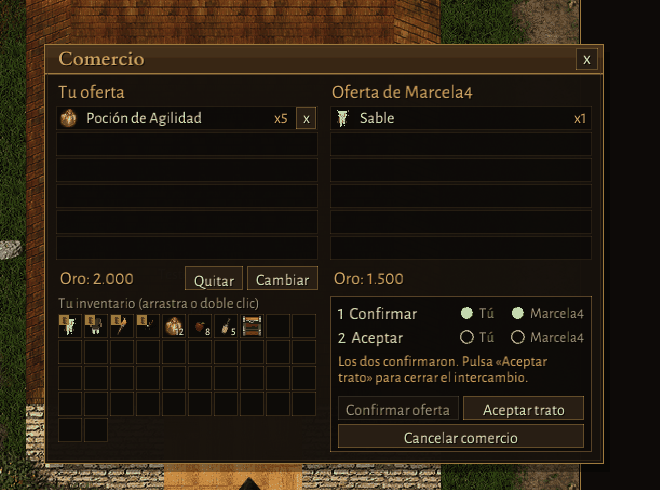 Comercio
x
Tu oferta
Oferta de Marcela4
Poción de Agilidad x5 x
Sable x1
Oro: 2.000 Quitar Cambiar
Oro: 1.500
Tu inventario (arrastra o doble clic)
E E E E 2 8 5
1 Confirmar Tú Marcela4
2 Aceptar Tú Marcela4
Los dos confirmaron. Pulsa «Aceptar
trato» para cerrar el intercambio.
Confirmar oferta Aceptar trato
Cancelar comercio